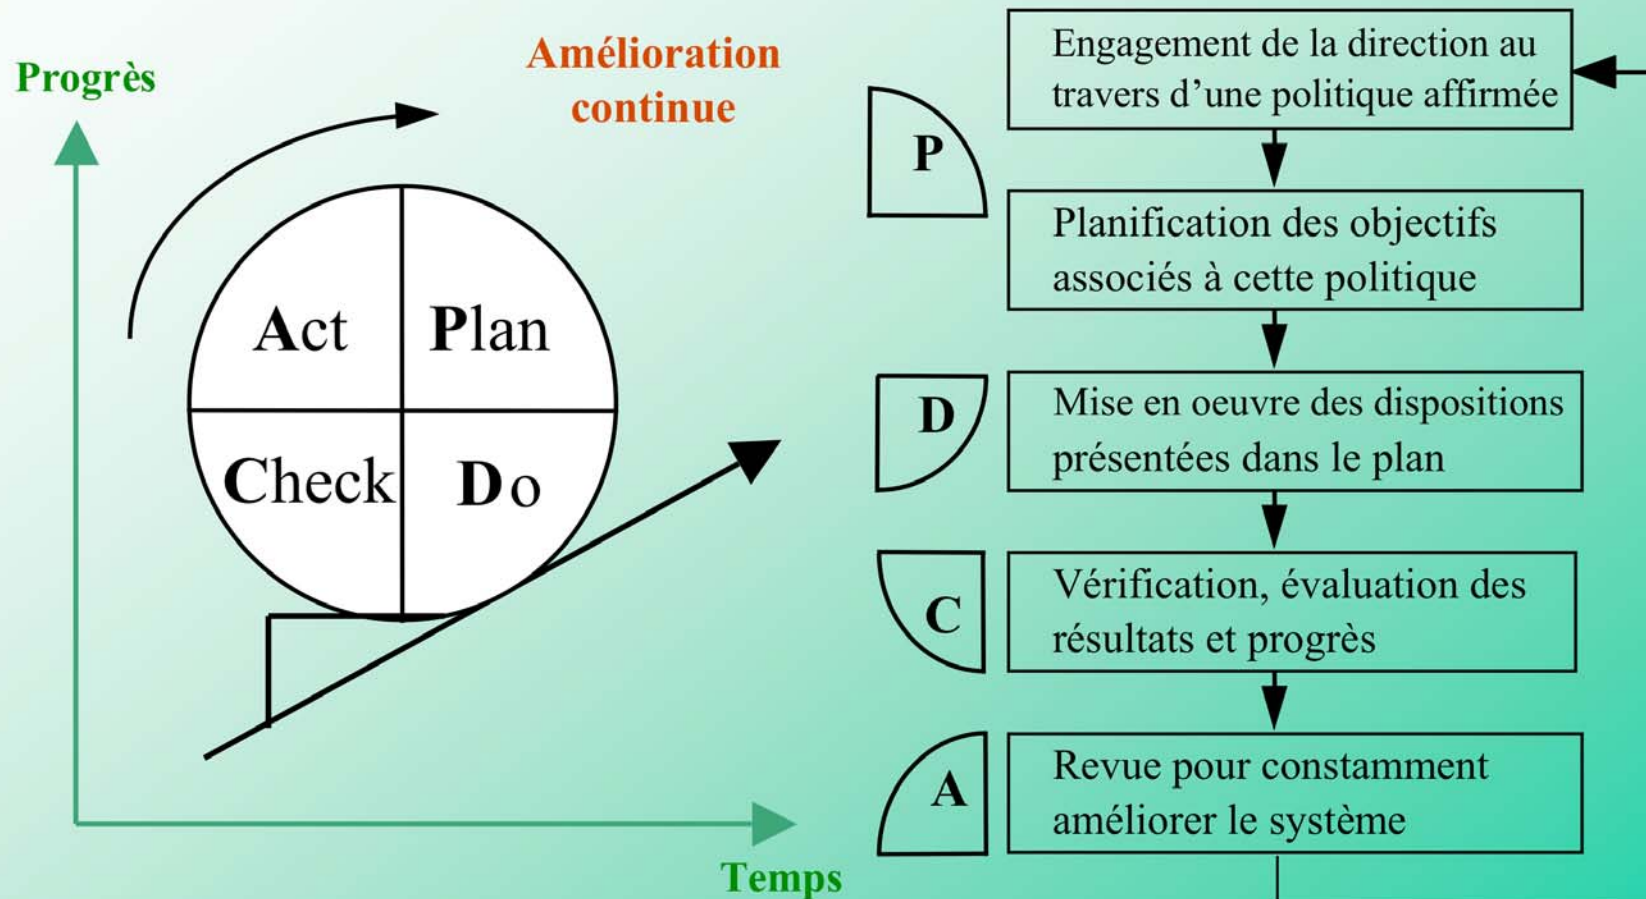 Progrès
Amélioration
continue
Act
Plan
Check
Do
Temps
P
Engagement de la direction au
travers d’une politique affirmée
Planification des objectifs
associés à cette politique
D
Mise en oeuvre des dispositions
présentées dans le plan
C
Vérification, évaluation des
résultats et progrès
A
Revue pour constamment
améliorer le système